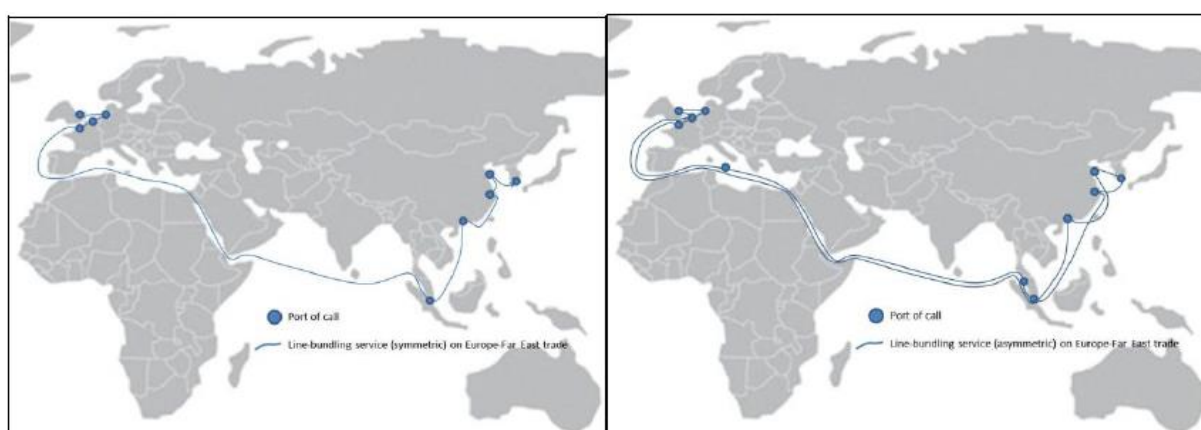 Port of call
Line-bundling service (symmetric) on Europe-Far East trade
Port of call
Line-bundling service (asymmetric) on Europe-Far East trade